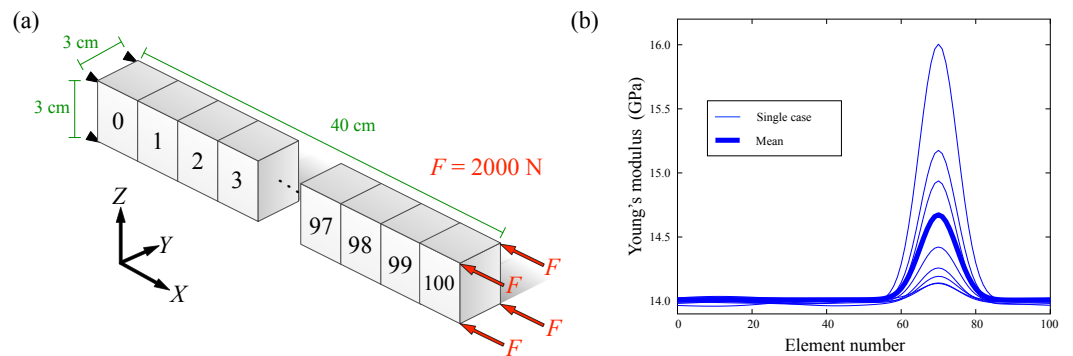 (a)
3 cm
3 cm
40 cm
F = 2000 N
0
1
2
3
97
98
99
100
F
F
F
F
Z
Y
X
(b)
Young's modulus (GPa)
16.0
15.5
15.0
14.5
14.0
Single case
Mean
0 20 40 60 80 100
Element number